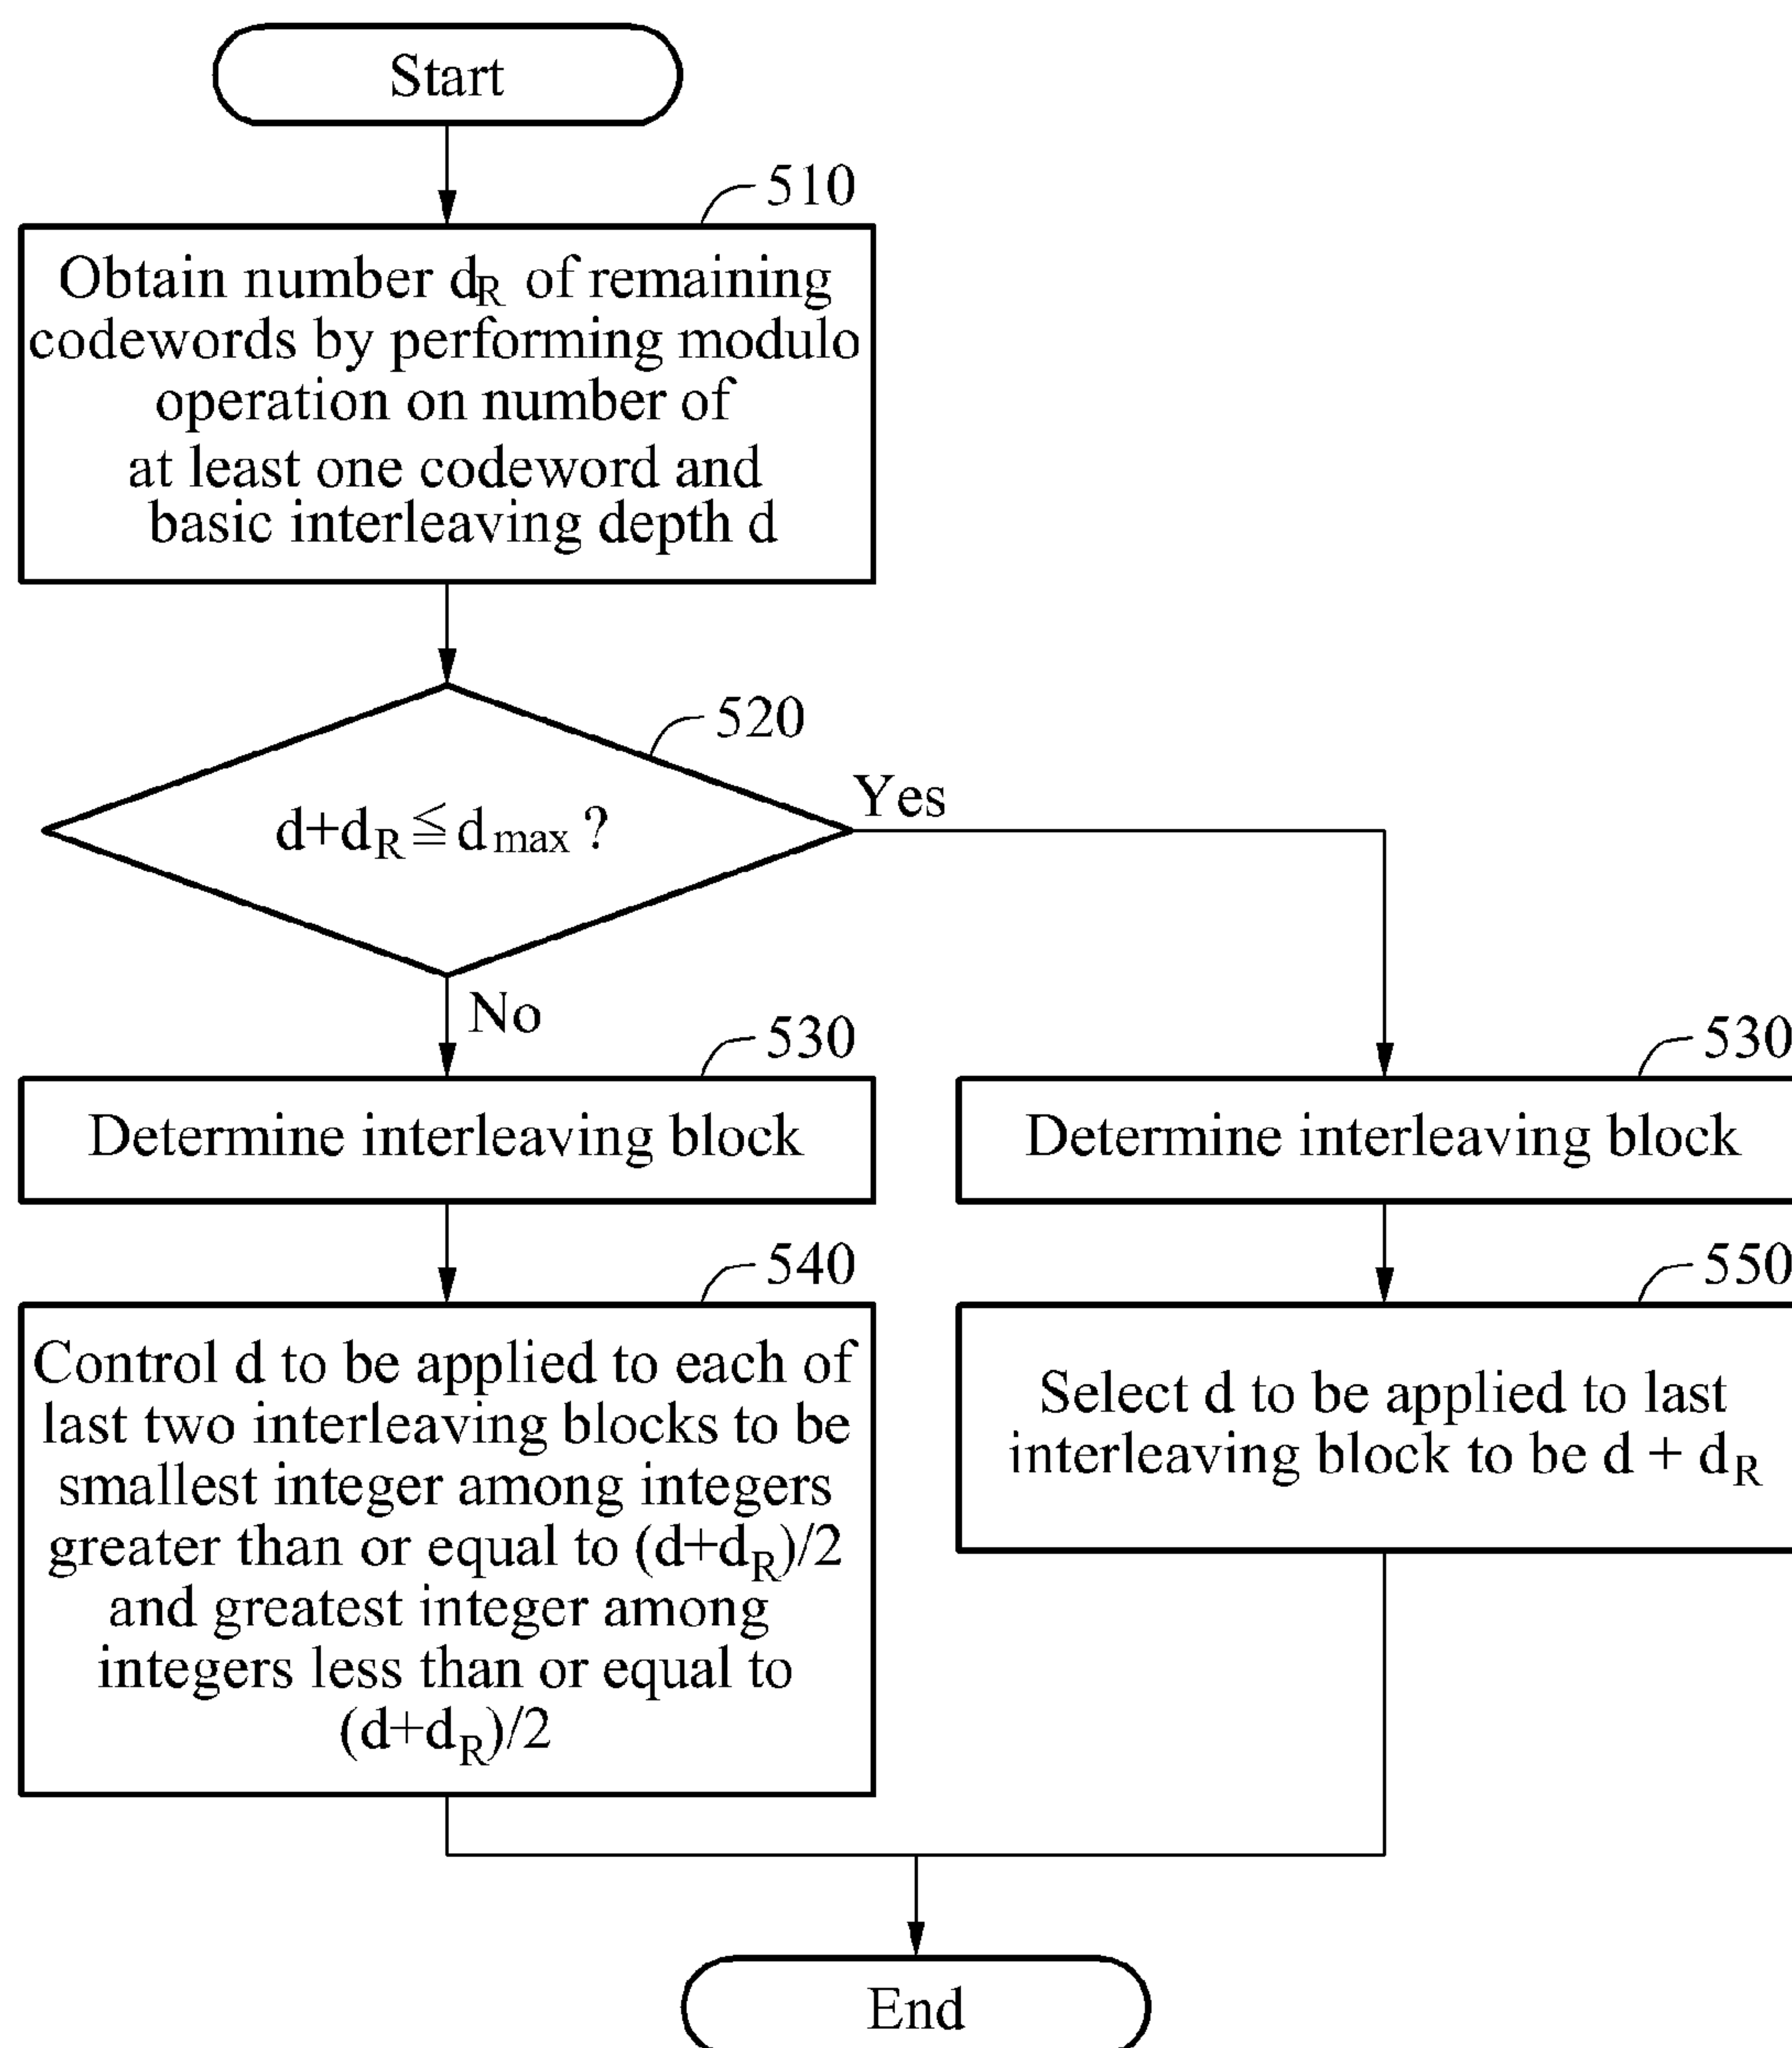 Start
510
Obtain number dR of remaining
codewords by performing modulo
operation on number of
at least one codeword and
basic interleaving depth d
520
d+dR≦dmax ?
Yes
No
530
Determine interleaving block
530
Determine interleaving block
540
Control d to be applied to each of
last two interleaving blocks to be
smallest integer among integers
greater than or equal to (d+dR)/2
and greatest integer among
integers less than or equal to
(d+dR)/2
550
Select d to be applied to last
interleaving block to be d + dR
End